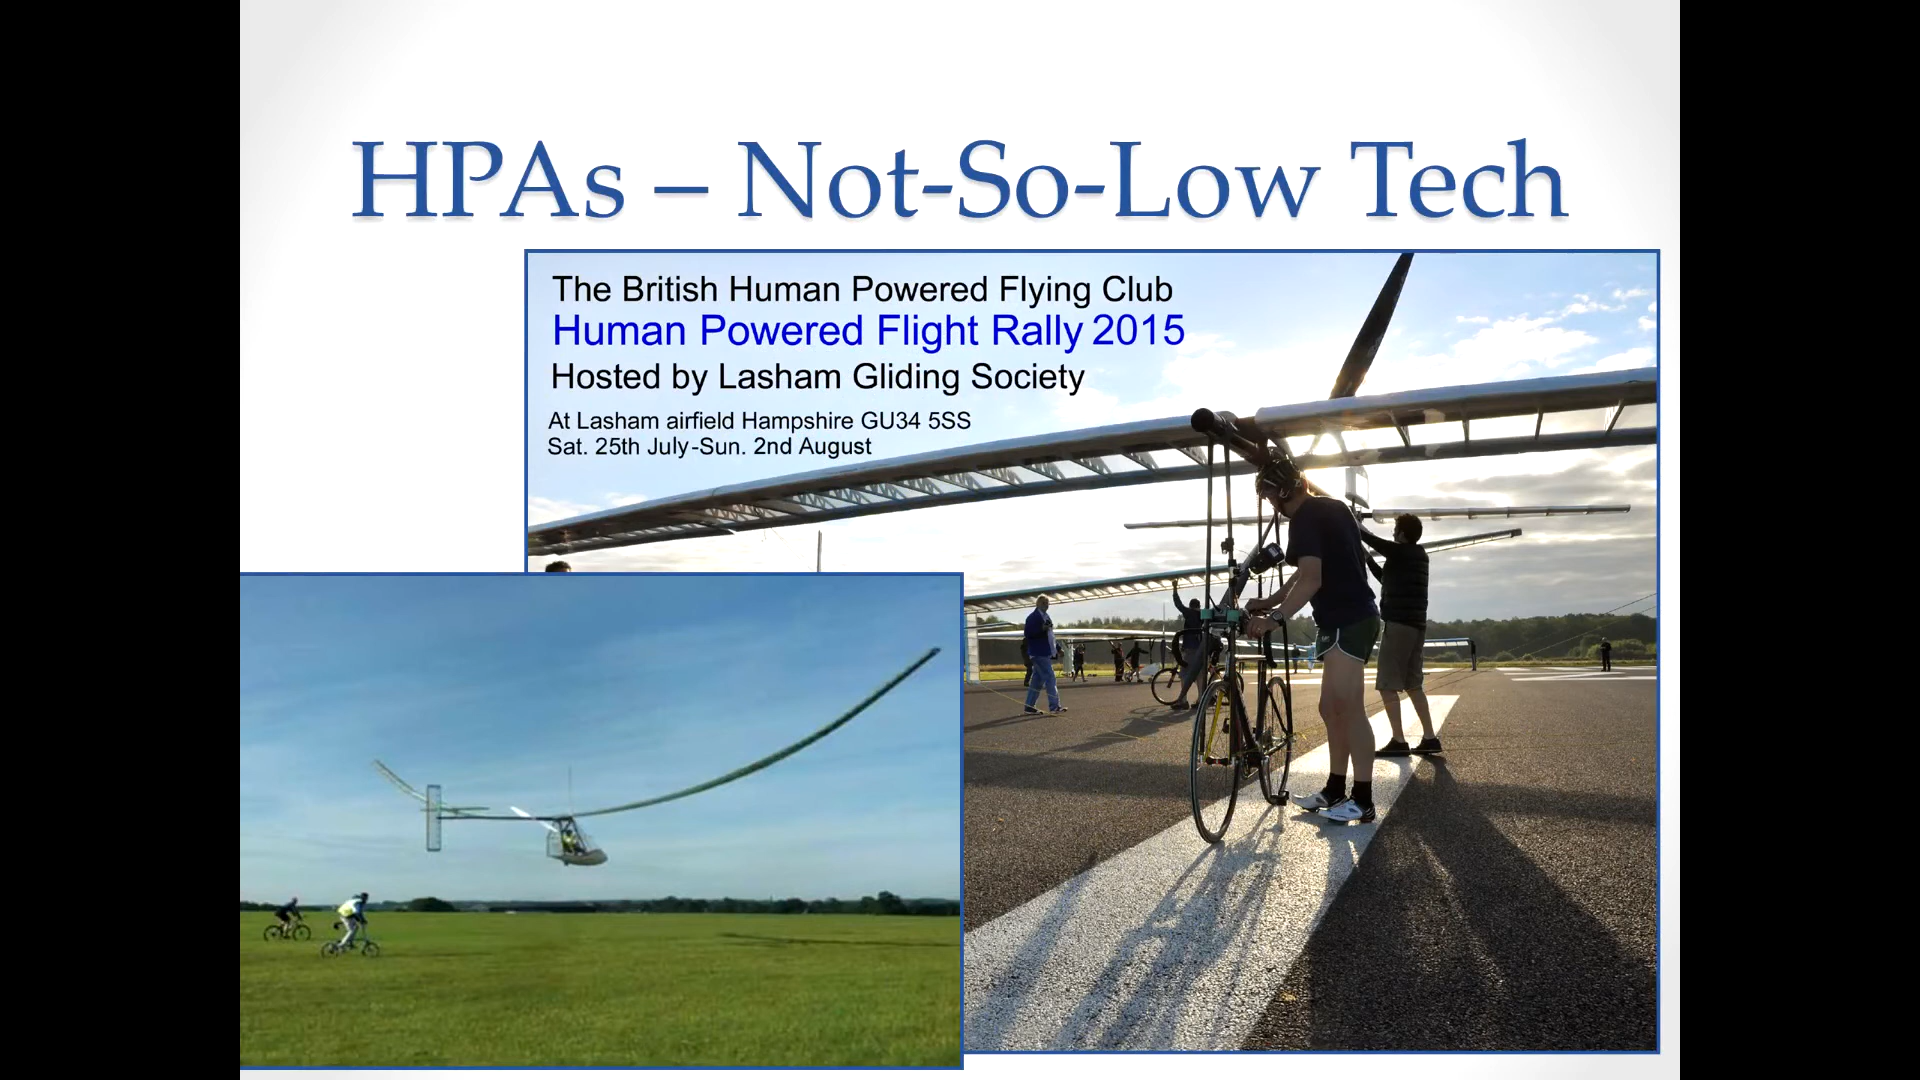 HPAs – Not-So-Low Tech
The British Human Powered Flying Club
Human Powered Flight Rally 2015
Hosted by Lasham Gliding Society
At Lasham airfield Hampshire GU34 5SS
Sat. 25th July-Sun. 2nd August